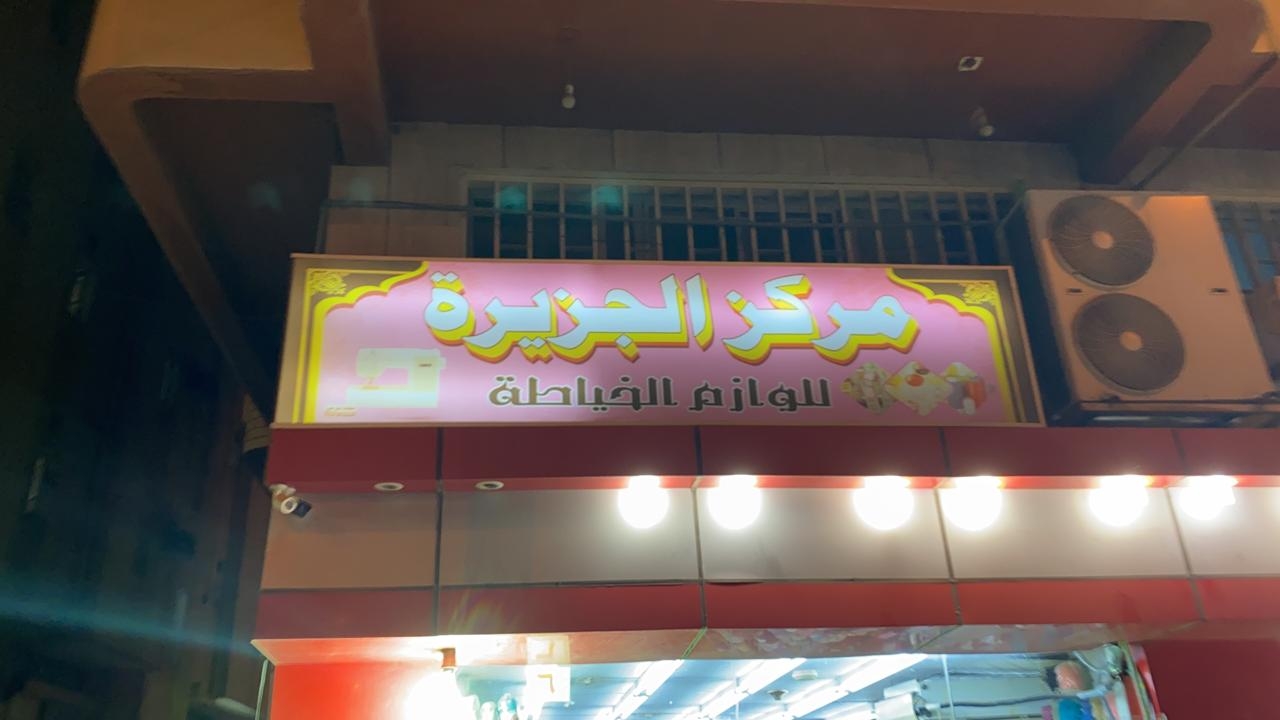 مركز الجزيرة
للوازم الخياطة